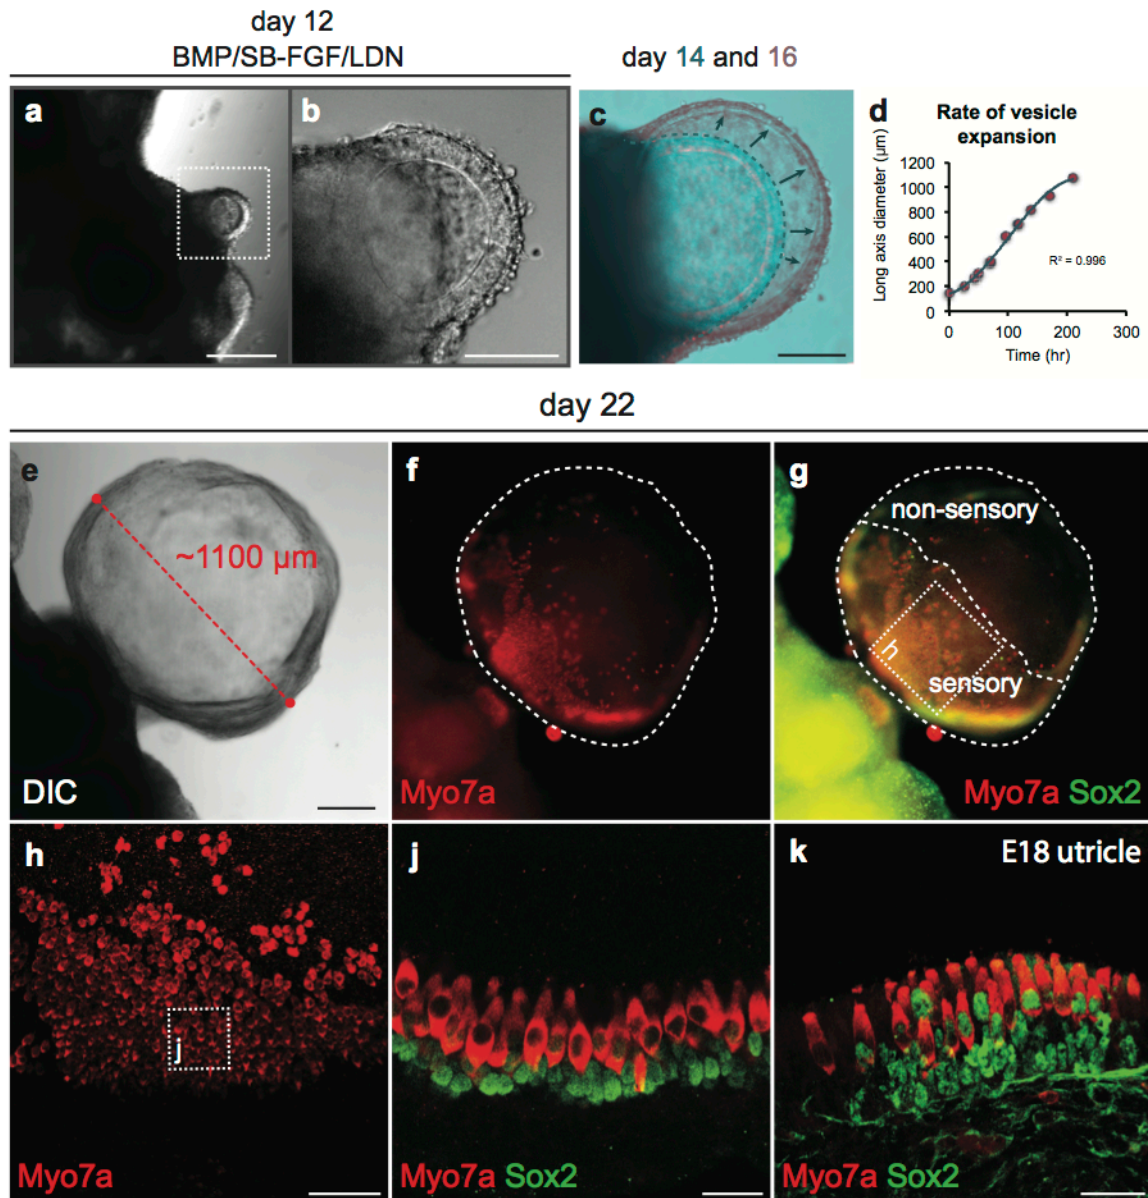 day 12
BMP/SB-FGF/LDN
day 14 and 16
a
b
c
d
Rate of vesicle
expansion
Long axis diameter (µm)
1200
1000
800
600
400
200
0
R² = 0.996
0 100 200 300
Time (hr)
day 22
e
~1100 µm
DIC
f
Myo7a
g
non-sensory
h
sensory
Myo7a Sox2
h
j
Myo7a
j
Myo7a Sox2
k
E18 utricle
Myo7a Sox2